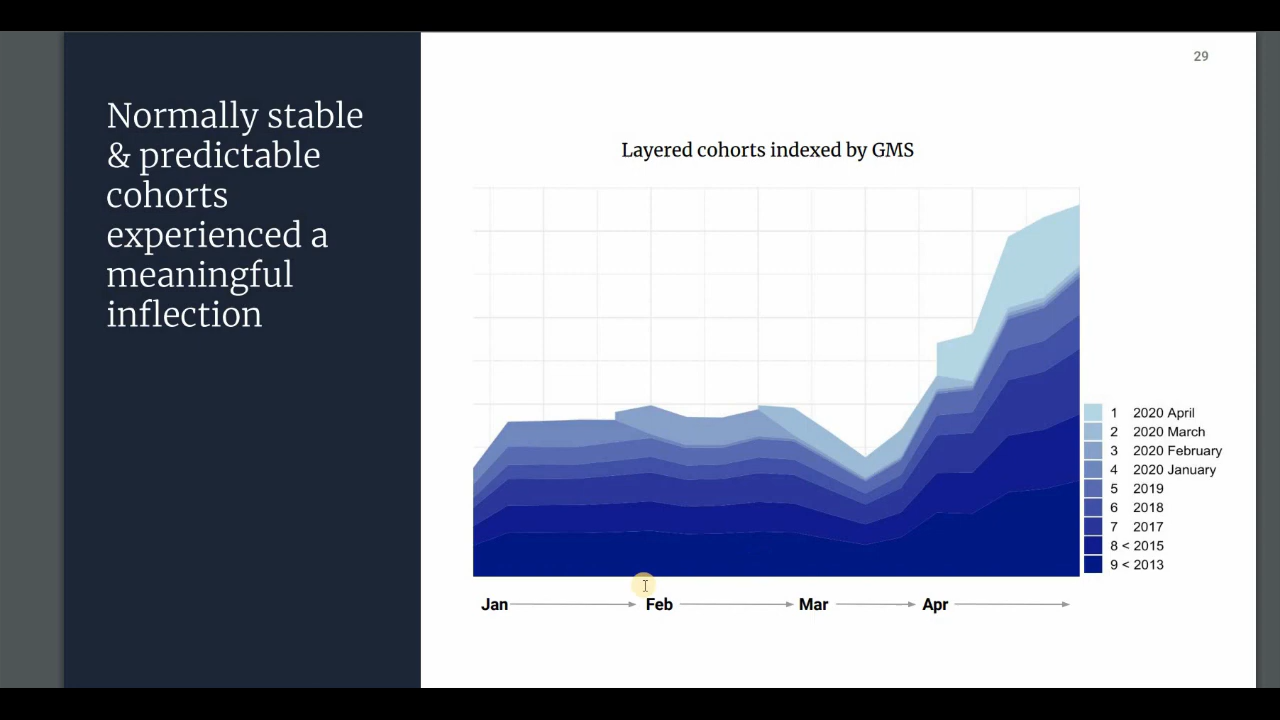 29
Normally stable
& predictable
cohorts
experienced a
meaningful
inflection
Layered cohorts indexed by GMS
1 2020 April
2 2020 March
3 2020 February
4 2020 January
5 2019
6 2018
7 2017
8 < 2015
9 < 2013
Jan Feb Mar Apr